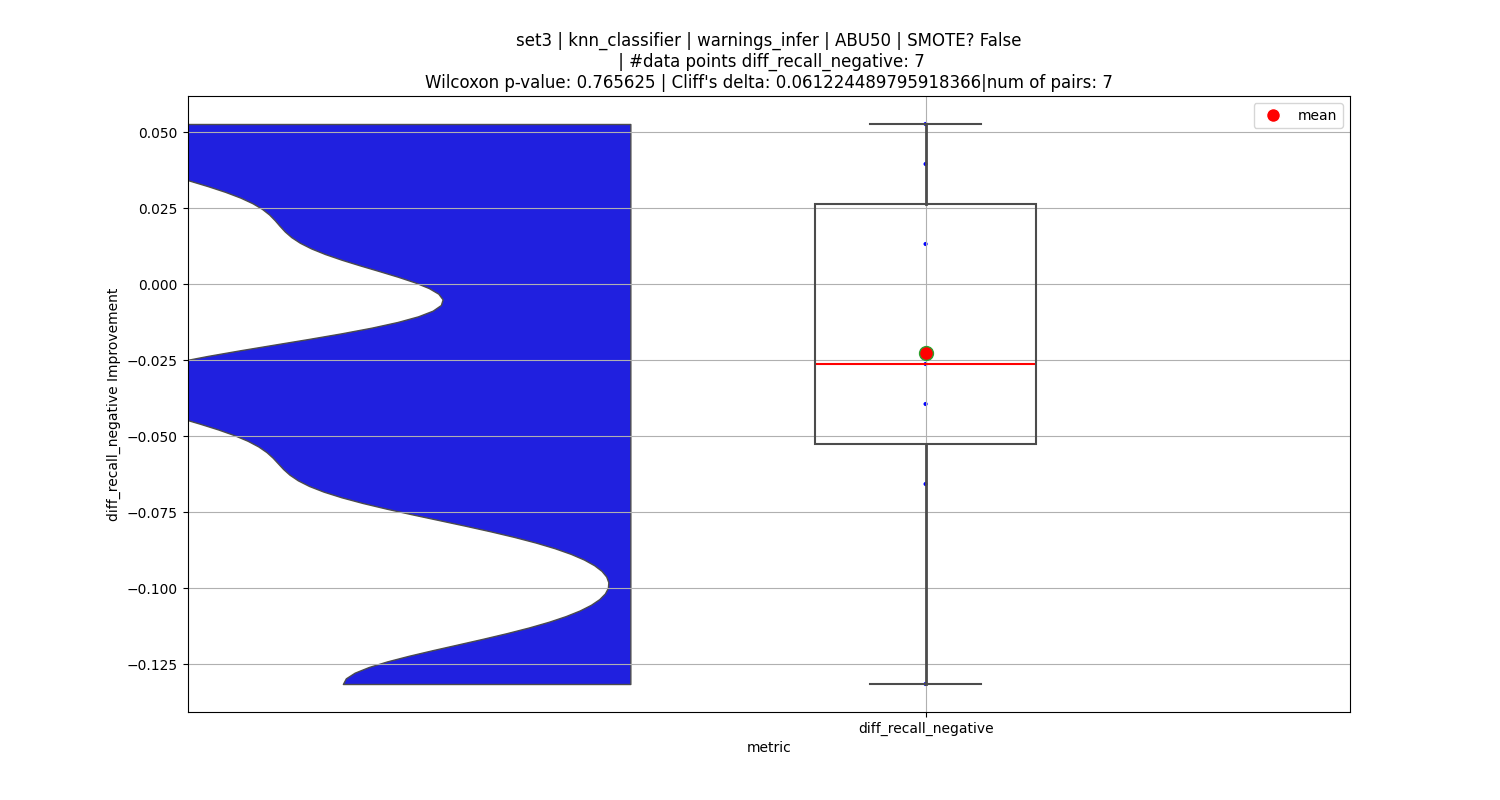 set3 | knn_classifier | warnings_infer | ABU50 | SMOTE? False
| #data points diff_recall_negative: 7
Wilcoxon p-value: 0.765625 | Cliff's delta: 0.061224489795918366|num of pairs: 7
mean
0.050
0.025
0.000
−0.025
−0.050
−0.075
−0.100
−0.125
diff_recall_negative Improvement
diff_recall_negative
metric